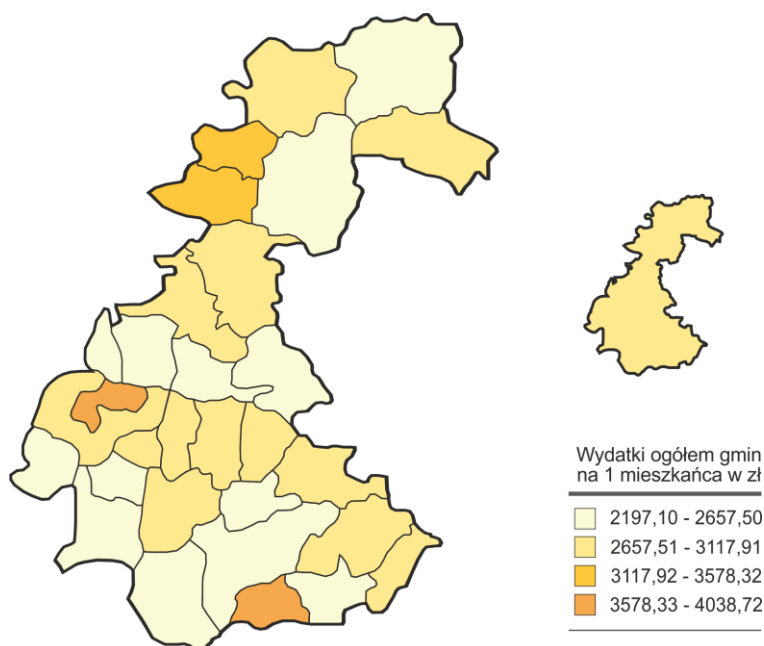 Wydatki ogółem gmin
na 1 mieszkańca w zł
2197,10 - 2657,50
2657,51 - 3117,91
3117,92 - 3578,32
3578,33 - 4038,72